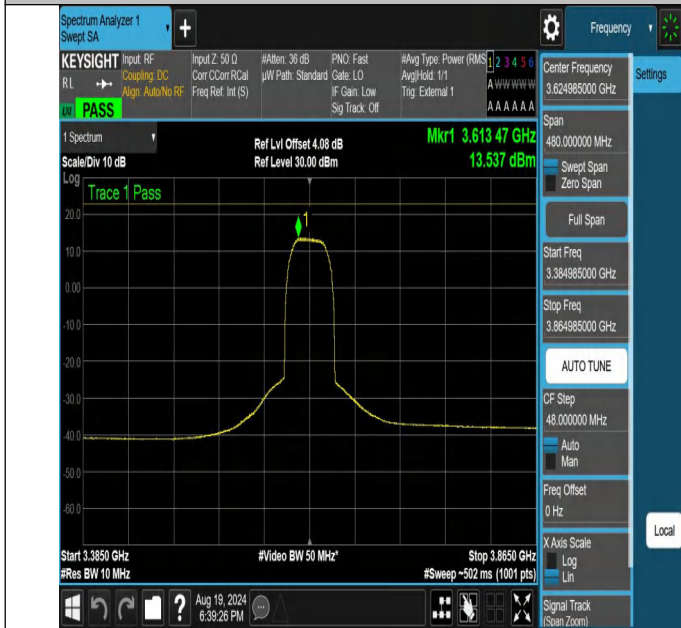 Spectrum Analyzer 1
Swept SA
+
Frequency
KEYSIGHT
RL
PASS
Input: RF
Coupling: DC
Align: Auto/No RF
Input Z: 50 Ω
Corr CCorr RCal
Freq Ref: Int (S)
#Atten: 36 dB
µW Path: Standard
PNO: Fast
Gate: LO
IF Gain: Low
Sig Track: Off
#Avg Type: Power (RMS
Avg|Hold: 1/1
Trig: External 1
1 2 3 4 5 6
A W W W W W
A A A A A A
1 Spectrum
Scale/Div 10 dB
Ref Lvl Offset 4.08 dB
Ref Level 30.00 dBm
Mkr1 3.613 47 GHz
13.537 dBm
Log
Trace 1 Pass
1
20.0
10.0
0.00
-10.0
-20.0
-30.0
-40.0
-50.0
-60.0
Start 3.3850 GHz
#Res BW 10 MHz
#Video BW 50 MHz*
Stop 3.8650 GHz
#Sweep ~502 ms (1001 pts)
?
Aug 19, 2024
6:39:26 PM
Center Frequency
3.624985000 GHz
Span
480.000000 MHz
Swept Span
Zero Span
Full Span
Start Freq
3.384985000 GHz
Stop Freq
3.864985000 GHz
AUTO TUNE
CF Step
48.000000 MHz
Auto
Man
Freq Offset
0 Hz
X Axis Scale
Log
Lin
Signal Track
(Span Zoom)
Settings
Local